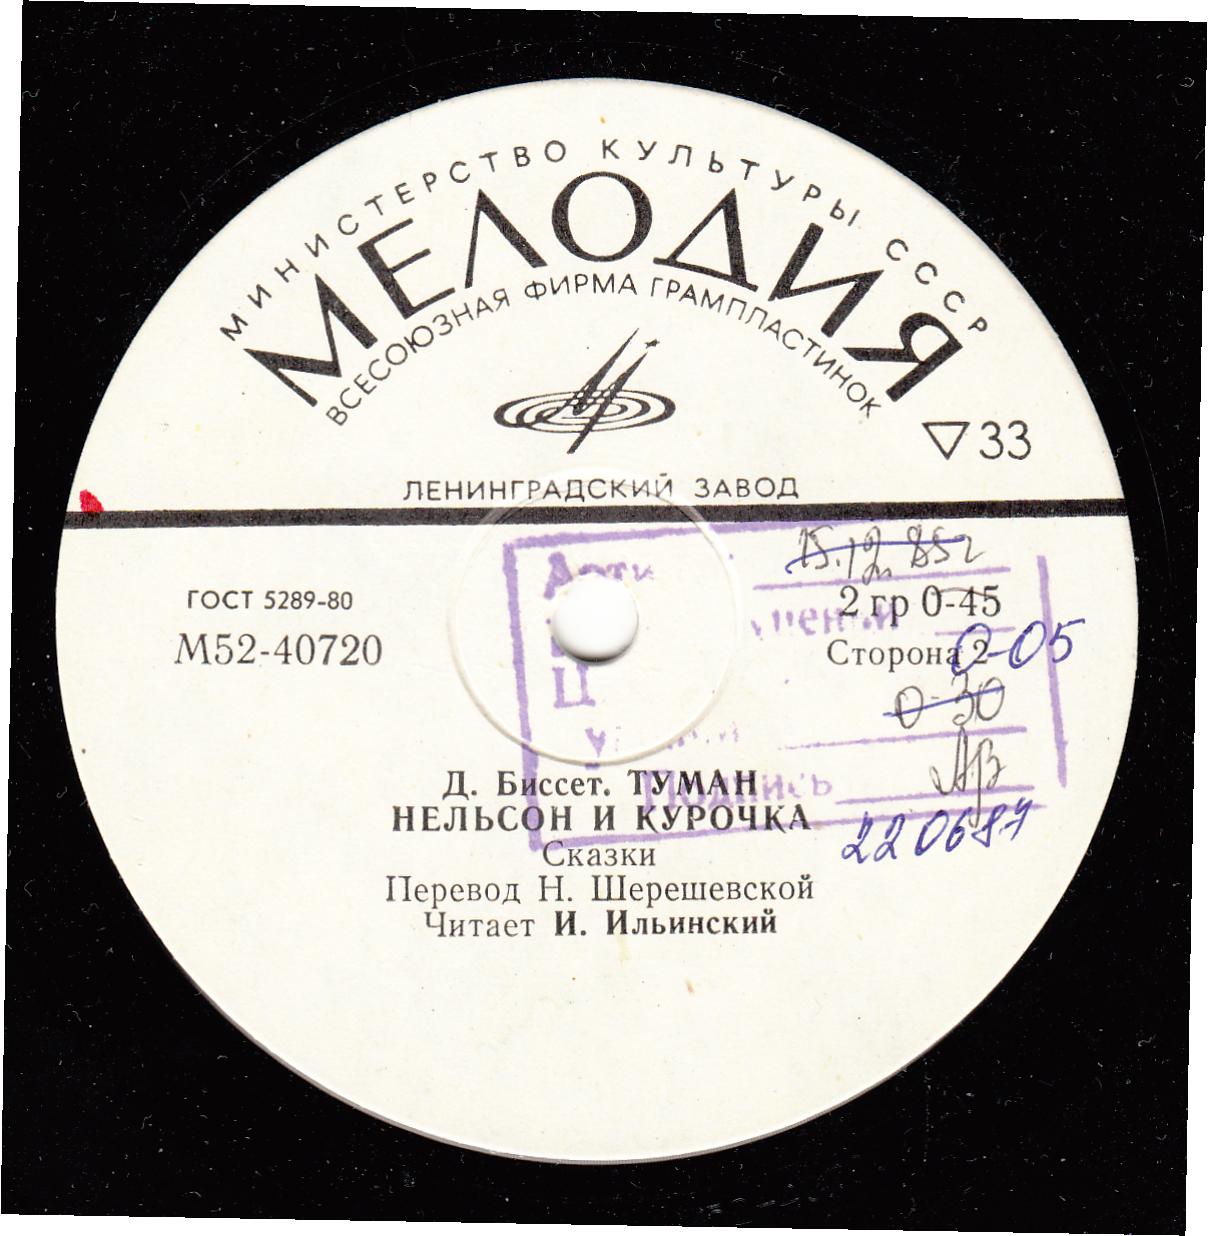 МИНИСТЕРСТВО КУЛЬТУРЫ СССР
МЕЛОДИЯ
ВСЕСОЮЗНАЯ ФИРМА ГРАМПЛАСТИНОК
33
ЛЕНИНГРАДСКИЙ ЗАВОД
15.12.85г
ГОСТ 5289-80
2 гр 0-45
М52-40720
Сторона 2
0-05
0-30
Подпись
Д. Биссет. ТУМАН
НЕЛЬСОН И КУРОЧКА
220687
Сказки
Перевод Н. Шерешевской
Читает И. Ильинский